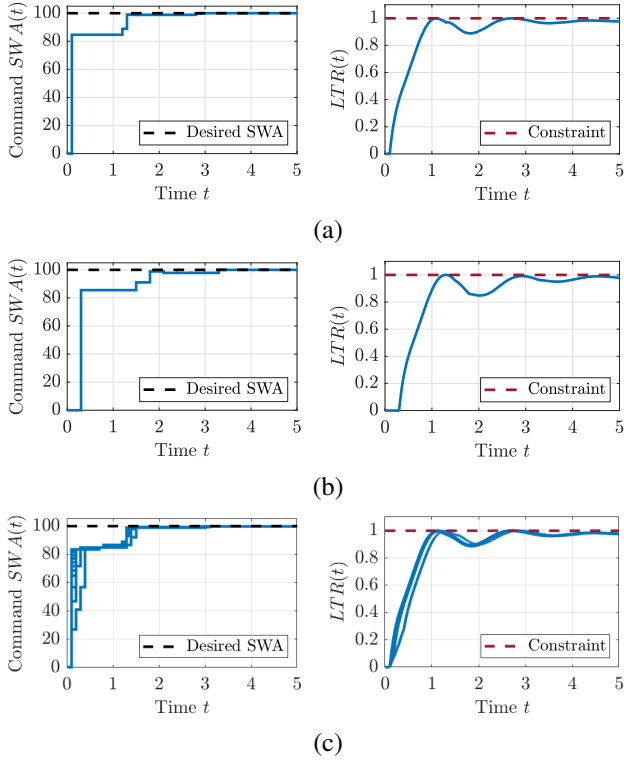 Command SWA(t)
100
80
60
40
20
0
Desired SWA
0 1 2 3 4 5
Time t
LTR(t)
1
0.8
0.6
0.4
0.2
0
Constraint
0 1 2 3 4 5
Time t
(a)
Command SWA(t)
100
80
60
40
20
0
Desired SWA
0 1 2 3 4 5
Time t
LTR(t)
1
0.8
0.6
0.4
0.2
0
Constraint
0 1 2 3 4 5
Time t
(b)
Command SWA(t)
100
80
60
40
20
0
Desired SWA
0 1 2 3 4 5
Time t
LTR(t)
1
0.8
0.6
0.4
0.2
0
Constraint
0 1 2 3 4 5
Time t
(c)